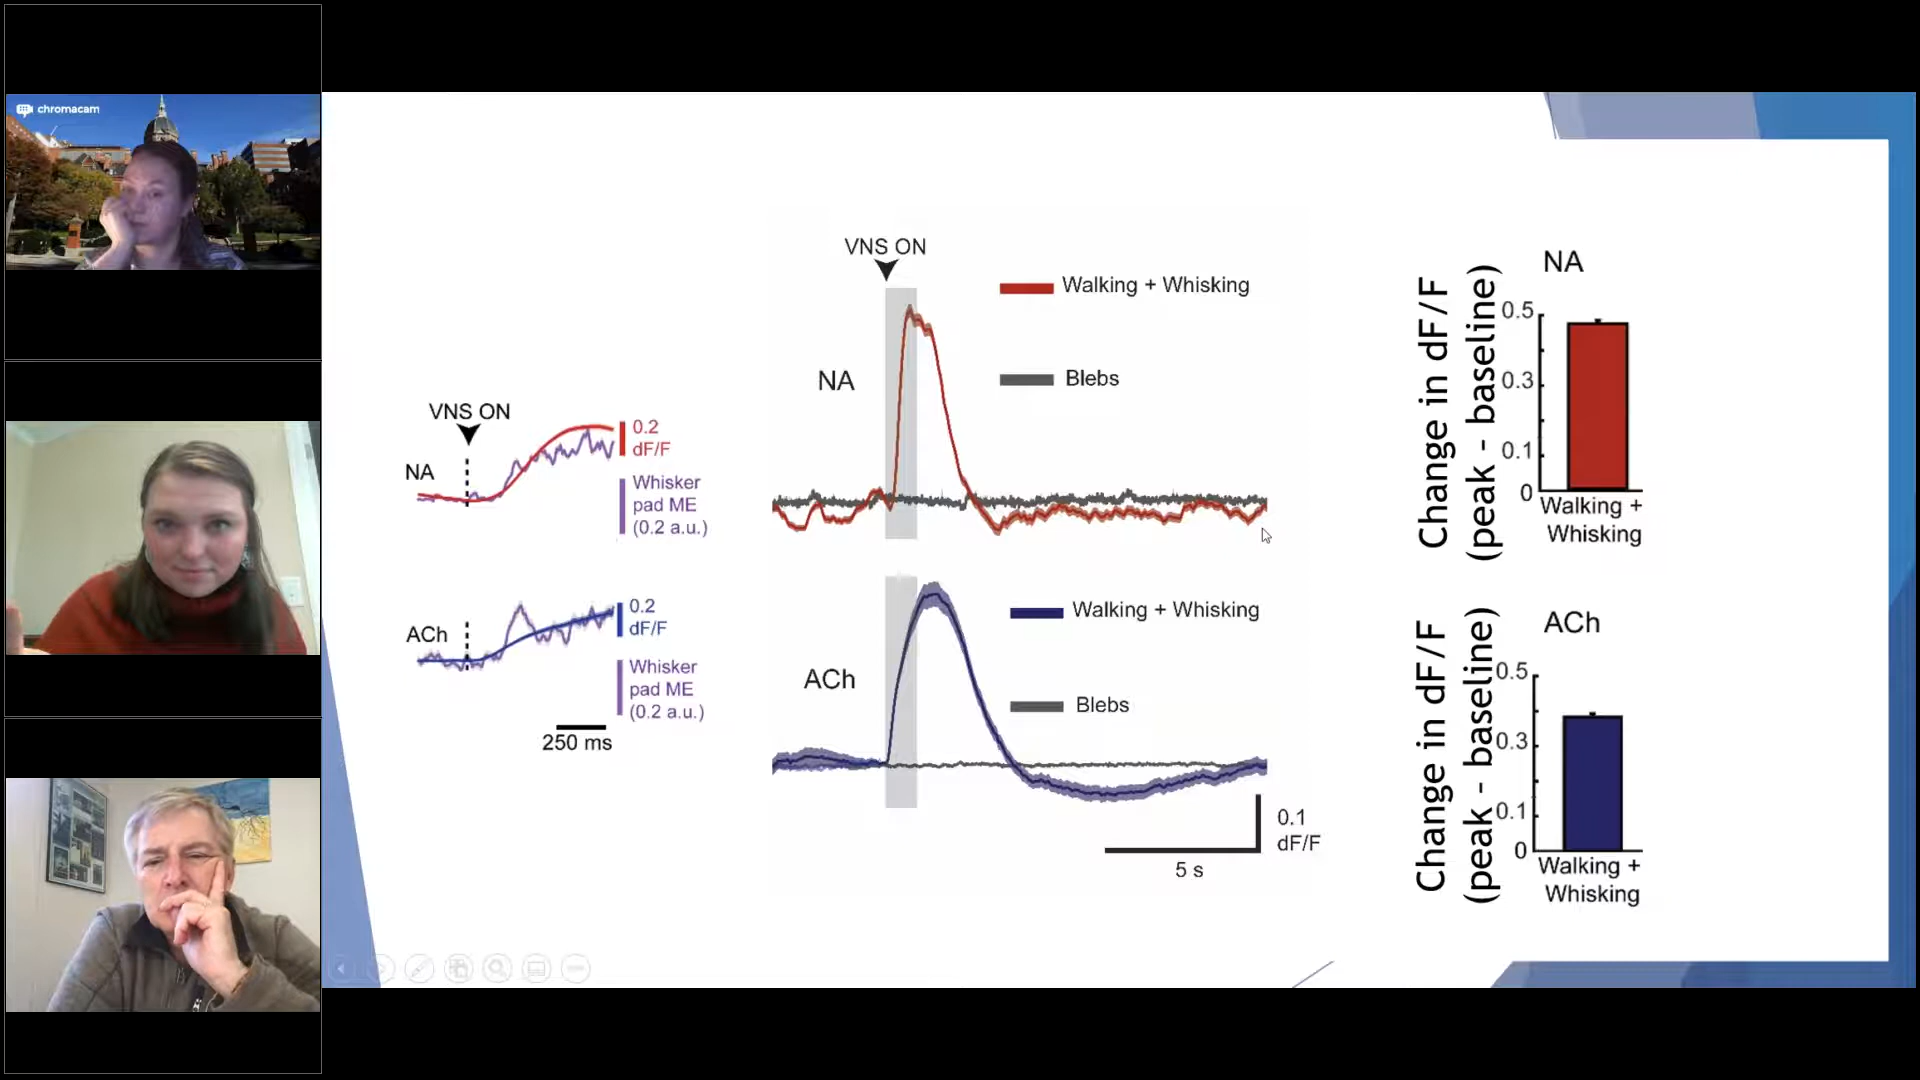 chromacam
VNS ON
NA
0.2
dF/F
Whisker
pad ME
(0.2 a.u.)
ACh
0.2
dF/F
Whisker
pad ME
(0.2 a.u.)
250 ms
VNS ON
Walking + Whisking
NA
Blebs
Walking + Whisking
ACh
Blebs
0.1
dF/F
5 s
NA
Change in dF/F
(peak - baseline)
0.5
0.3
0.1
0
Walking +
Whisking
ACh
Change in dF/F
(peak - baseline)
0.5
0.3
0.1
0
Walking +
Whisking